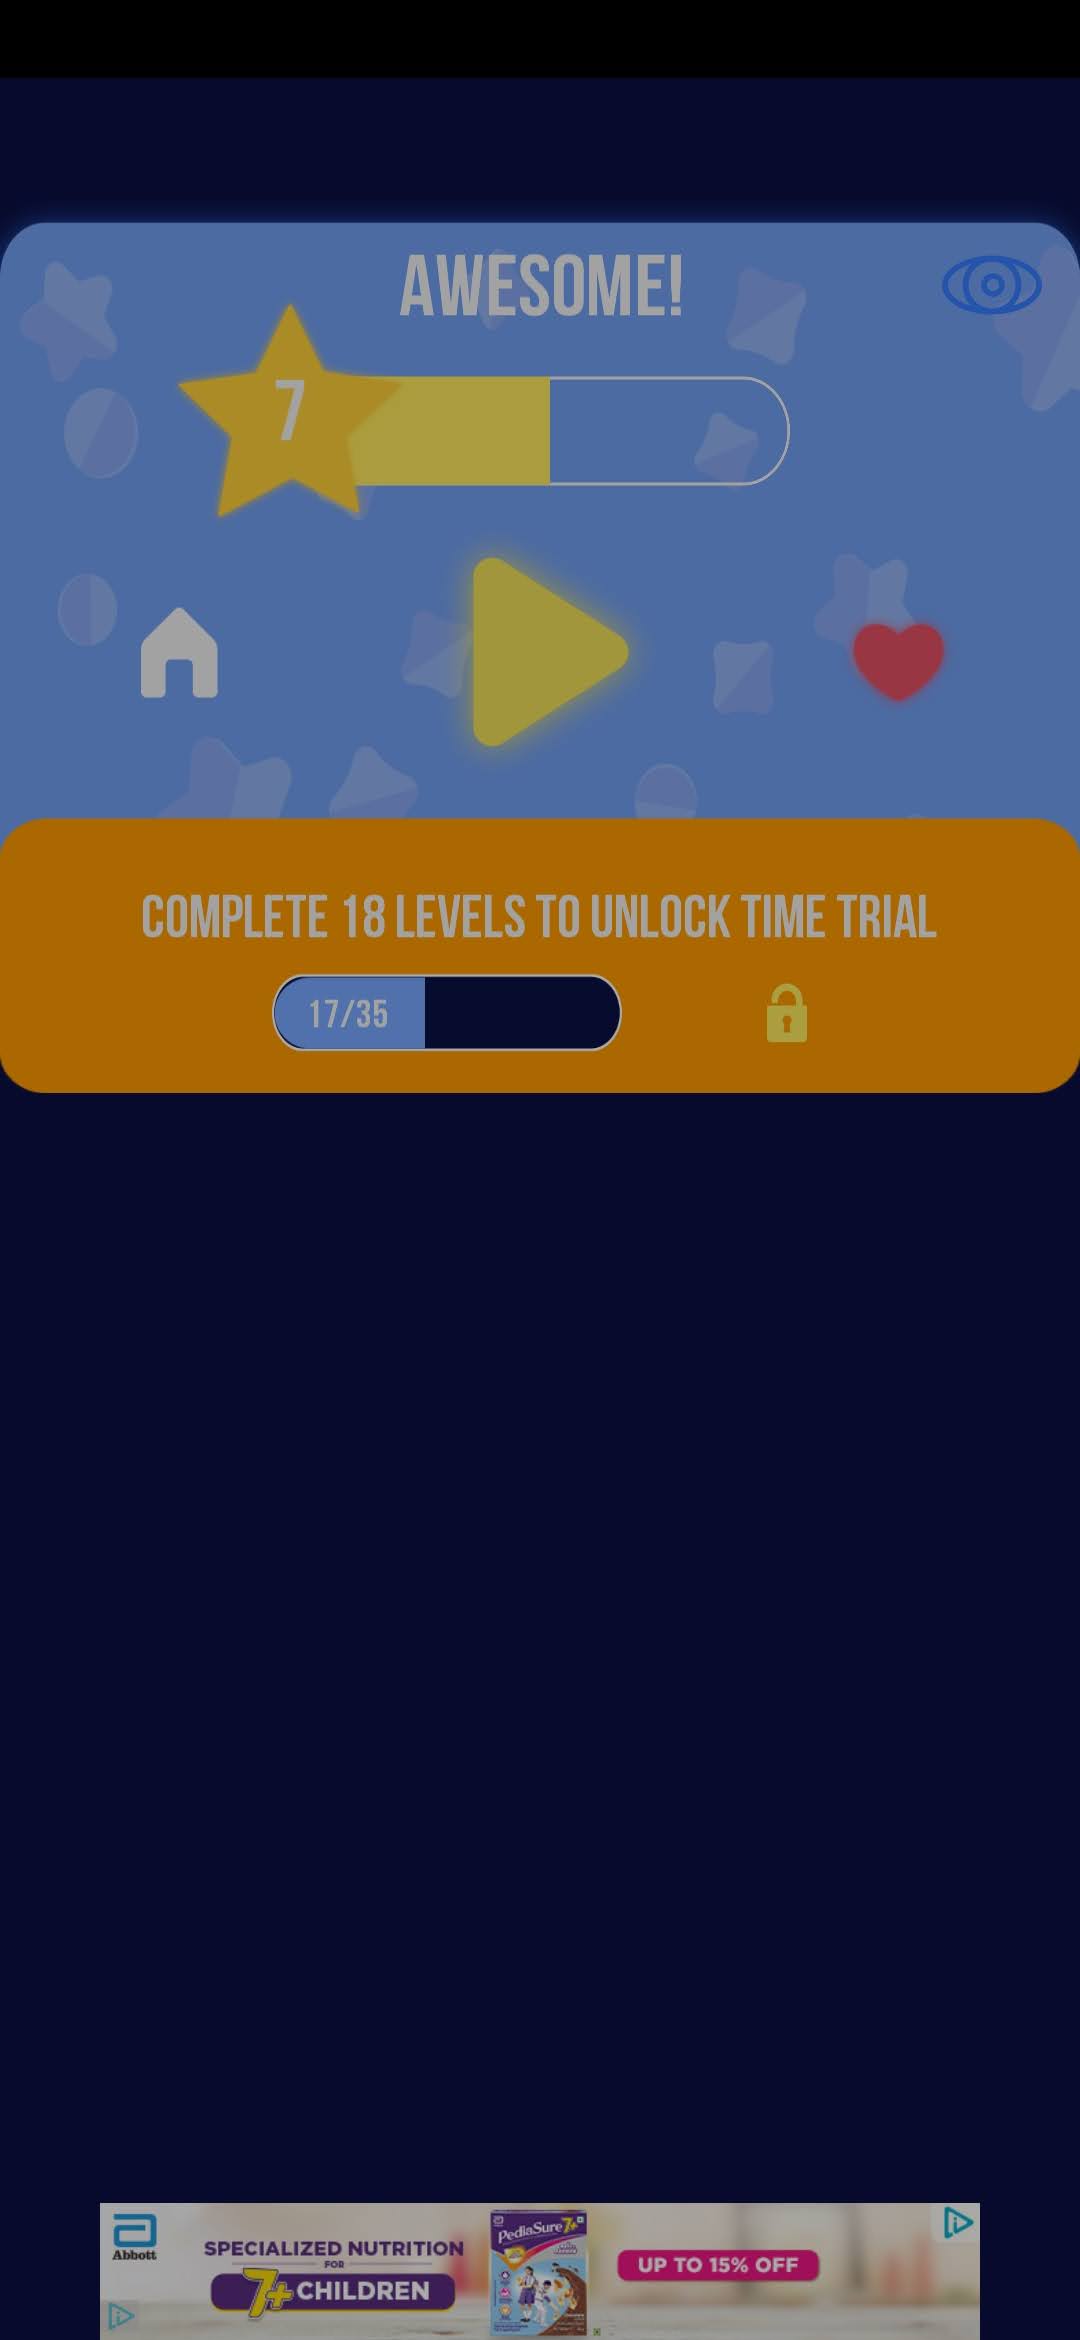 AWESOME!
7
COMPLETE 18 LEVELS TO UNLOCK TIME TRIAL
17/35
Abbott
SPECIALIZED NUTRITION
FOR
7+ CHILDREN
PediaSure 7+
UP TO 15% OFF